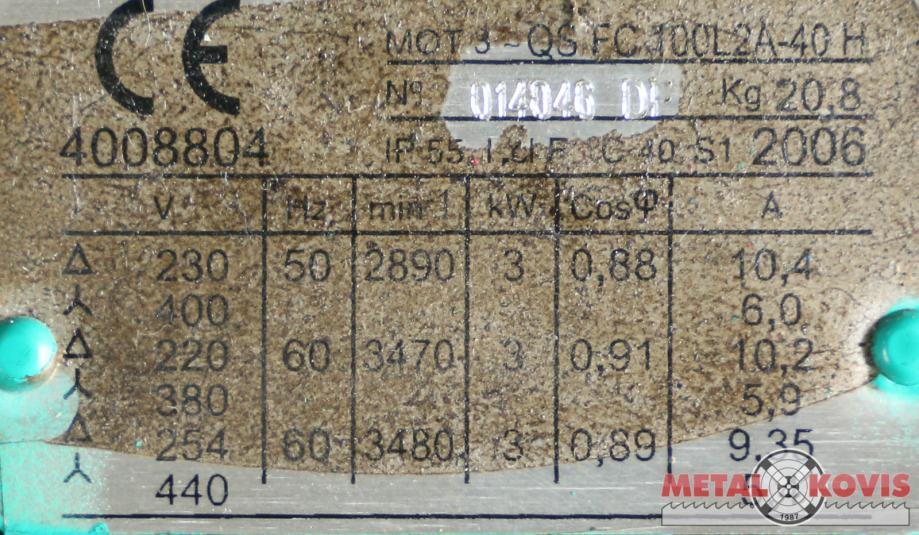 CE
MOT 3 ~ QS FC 100L2A-40 H
Nº 014046 Kg 20,8
4008804 IP 55 I.cl F °C 40 S1 2006
V Hz min⁻¹ kW Cosφ A
Δ 230 50 2890 3 0,88 10,4
400 6,0
Δ 220 60 3470 3 0,91 10,2
380 5,9
Δ 254 60 3480 3 0,89 9,35
440
METAL KOVIS
1987